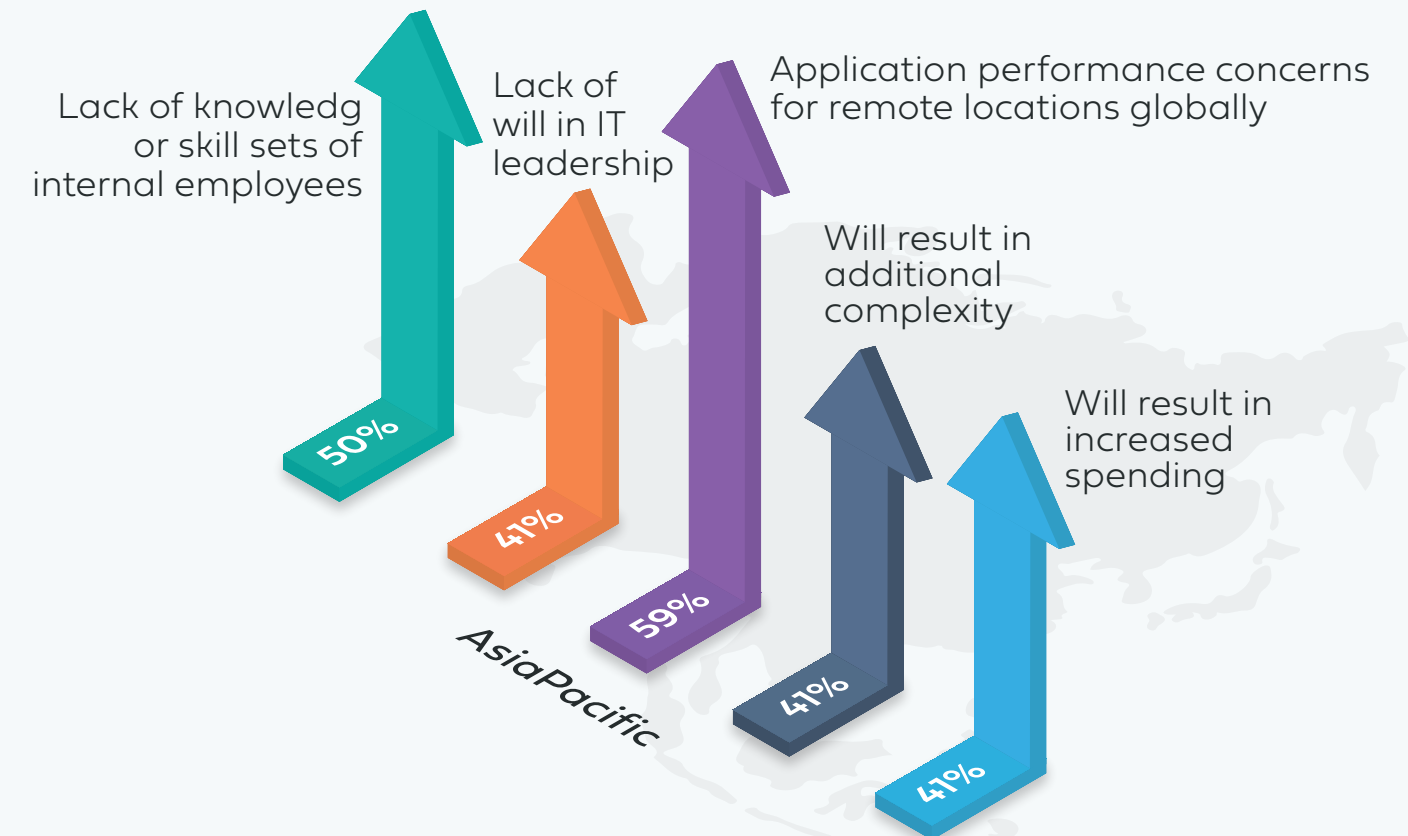 Lack of knowledg
or skill sets of
internal employees
50%
Lack of
will in IT
leadership
41%
Application performance concerns
for remote locations globally
59%
Will result in
additional
complexity
41%
Will result in
increased
spending
41%
AsiaPacific